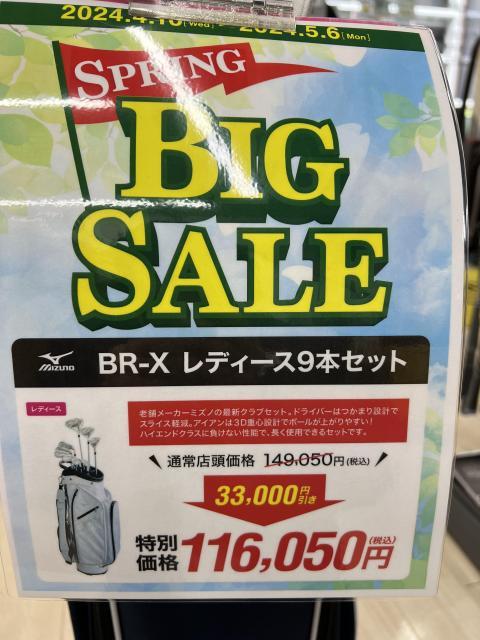 2024.4.10[Wed] - 2024.5.6[Mon]
SPRING
BIG
SALE
MIZUNO BR-X レディース9本セット
レディース
老舗メーカーミズノの最新クラブセット。ドライバーはつかまり設計で
スライス軽減。アイアンは3D重心設計でボールが上がりやすい!
ハイエンドクラスに負けない性能で、長く使用できるセットです。
通常店頭価格 149,050円(税込)
33,000円引き
特別価格 116,050円(税込)